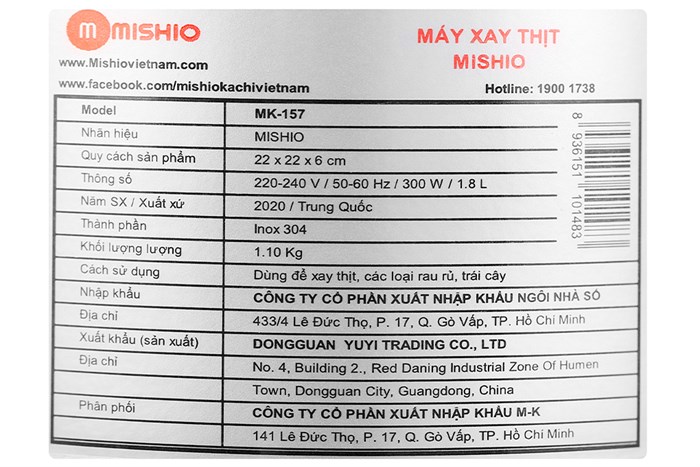 m MISHIO
www.Mishiovietnam.com
www.facebook.com/mishiokachivietnam
MÁY XAY THỊT
MISHIO
Hotline: 1900 1738
Model MK-157
Nhãn hiệu MISHIO
Quy cách sản phẩm 22 x 22 x 6 cm
Thông số 220-240 V / 50-60 Hz / 300 W / 1.8 L
Năm SX / Xuất xứ 2020 / Trung Quốc
Thành phần Inox 304
Khối lượng lượng 1.10 Kg
Cách sử dụng Dùng để xay thịt, các loại rau rủ, trái cây
Nhập khẩu CÔNG TY CỔ PHẦN XUẤT NHẬP KHẨU NGÔI NHÀ SỐ
Địa chỉ 433/4 Lê Đức Thọ, P. 17, Q. Gò Vấp, TP. Hồ Chí Minh
Xuất khẩu (sản xuất) DONGGUAN YUYI TRADING CO., LTD
Địa chỉ No. 4, Building 2., Red Daning Industrial Zone Of Humen
Town, Dongguan City, Guangdong, China
Phân phối CÔNG TY CỔ PHẦN XUẤT NHẬP KHẨU M-K
141 Lê Đức Thọ, P. 17, Q. Gò Vấp, TP. Hồ Chí Minh
8 936151 101483